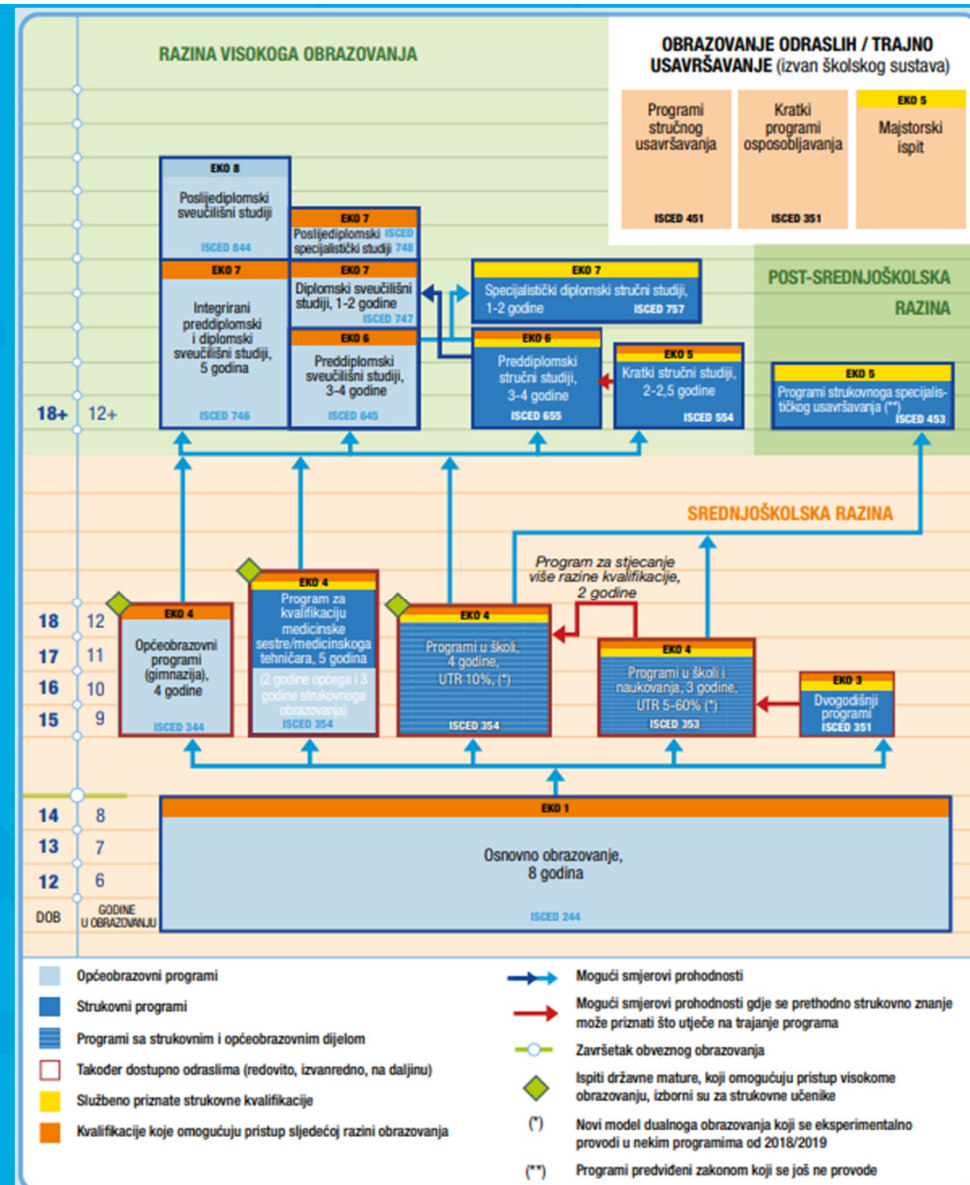 RAZINA VISOKOGA OBRAZOVANJA
OBRAZOVANJE ODRASLIH / TRAJNO
USAVRŠAVANJE (izvan školskog sustava)
Programi
stručnog
usavršavanja
ISCED 451
Kratki
programi
osposobljavanja
ISCED 351
EKO 5
Majstorski
ispit
EKO 8
Poslijediplomski
sveučilišni studiji
ISCED 844
EKO 7
Poslijediplomski ISCED
specijalistički studiji 748
EKO 7
Integrirani
preddiplomski
i diplomski
sveučilišni studiji,
5 godina
ISCED 746
EKO 7
Diplomski sveučilišni
studiji, 1-2 godine
ISCED 747
EKO 6
Preddiplomski
sveučilišni studiji,
3-4 godine
ISCED 645
EKO 7
Specijalistički diplomski stručni studiji,
1-2 godine ISCED 757
EKO 6
Preddiplomski
stručni studiji,
3-4 godine
ISCED 655
EKO 5
Kratki stručni studiji,
2-2,5 godine
ISCED 554
POST-SREDNJOŠKOLSKA
RAZINA
EKO 5
Programi strukovnoga specijalis-
tičkog usavršavanja (**)
ISCED 453
18+ 12+
SREDNJOŠKOLSKA RAZINA
Program za stjecanje
više razine kvalifikacije,
2 godine
18 12
17 11
16 10
15 9
EKO 4
Općeobrazovni
programi
(gimnazija),
4 godine
ISCED 344
EKO 4
Program za
kvalifikaciju
medicinske
sestre/medicinskoga
tehničara, 5 godina
(2 godine općega i 3
godine strukovnoga
obrazovanja)
ISCED 354
EKO 4
Programi u školi,
4 godine,
UTR 10%, (*)
ISCED 354
EKO 4
Programi u školi i
naukovanja, 3 godine,
UTR 5-60% (*)
ISCED 353
EKO 3
Dvogodišnji
programi
ISCED 351
14 8
13 7
12 6
DOB GODINE
U OBRAZOVANJU
EKO 1
Osnovno obrazovanje,
8 godina
ISCED 244
Općeobrazovni programi
Strukovni programi
Programi sa strukovnim i općeobrazovnim dijelom
Također dostupno odraslima (redovito, izvanredno, na daljinu)
Službeno priznate strukovne kvalifikacije
Kvalifikacije koje omogućuju pristup sljedećoj razini obrazovanja
Mogući smjerovi prohodnosti
Mogući smjerovi prohodnosti gdje se prethodno strukovno znanje
može priznati što utječe na trajanje programa
Završetak obveznog obrazovanja
Ispiti državne mature, koji omogućuju pristup visokome
obrazovanju, izborni su za strukovne učenike
(*) Novi model dualnoga obrazovanja koji se eksperimentalno
provodi u nekim programima od 2018/2019
(**) Programi predviđeni zakonom koji se još ne provode